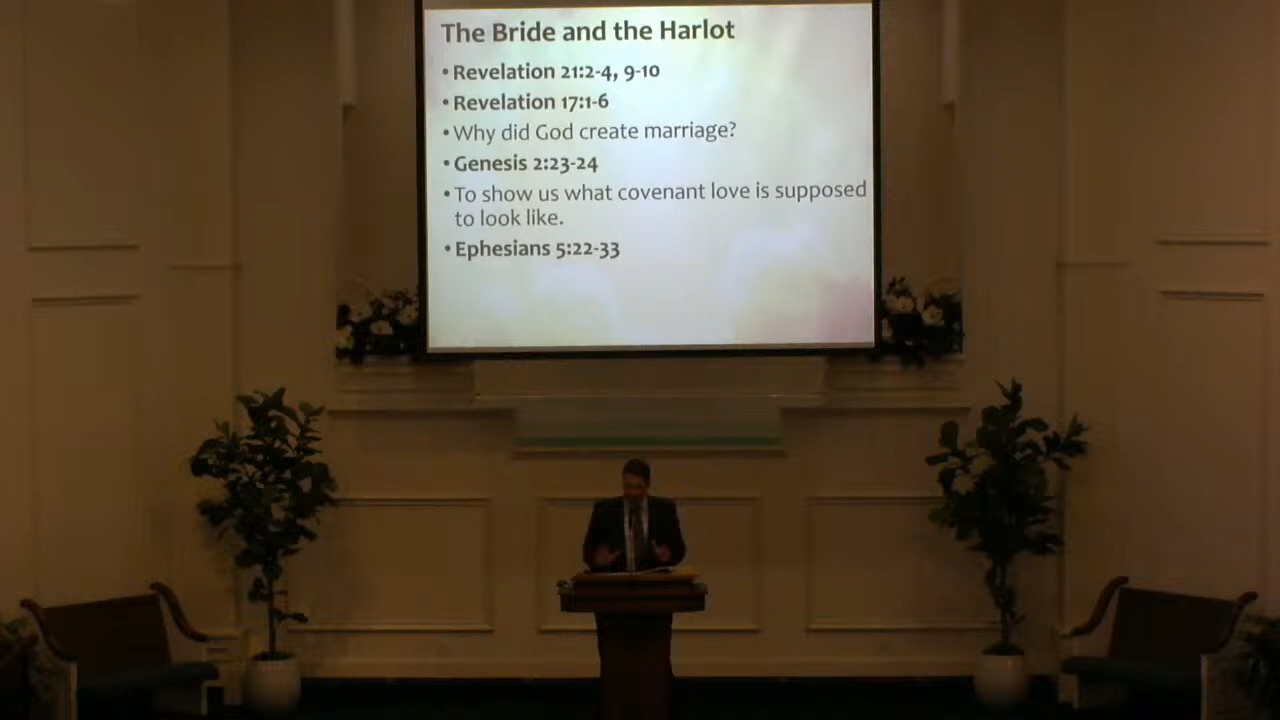 The Bride and the Harlot
• Revelation 21:2-4, 9-10
• Revelation 17:1-6
• Why did God create marriage?
• Genesis 2:23-24
• To show us what covenant love is supposed
to look like.
• Ephesians 5:22-33